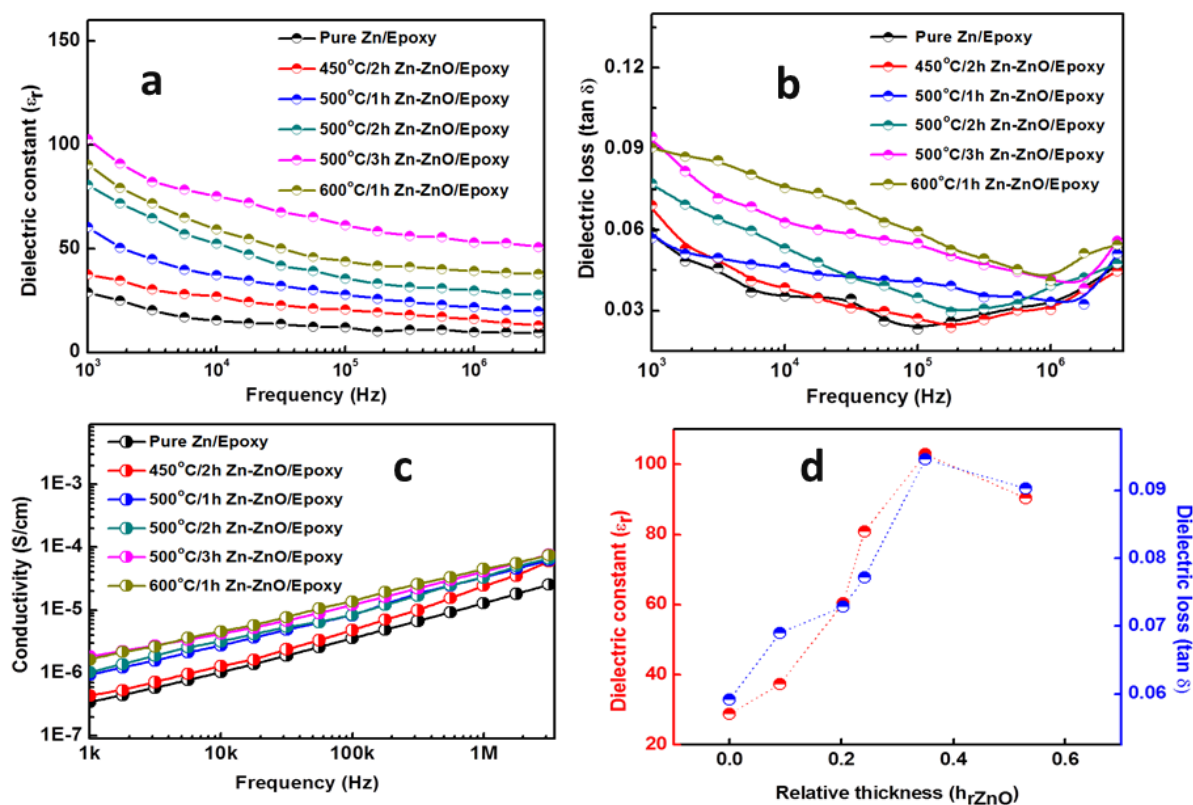 a
Dielectric constant (εr)
150
100
50
0
10³ 10⁴ 10⁵ 10⁶
Frequency (Hz)
Pure Zn/Epoxy
450°C/2h Zn-ZnO/Epoxy
500°C/1h Zn-ZnO/Epoxy
500°C/2h Zn-ZnO/Epoxy
500°C/3h Zn-ZnO/Epoxy
600°C/1h Zn-ZnO/Epoxy
b
Dielectric loss (tan δ)
0.12
0.09
0.06
0.03
10³ 10⁴ 10⁵ 10⁶
Frequency (Hz)
Pure Zn/Epoxy
450°C/2h Zn-ZnO/Epoxy
500°C/1h Zn-ZnO/Epoxy
500°C/2h Zn-ZnO/Epoxy
500°C/3h Zn-ZnO/Epoxy
600°C/1h Zn-ZnO/Epoxy
c
Conductivity (S/cm)
1E-3
1E-4
1E-5
1E-6
1E-7
1k 10k 100k 1M
Frequency (Hz)
Pure Zn/Epoxy
450°C/2h Zn-ZnO/Epoxy
500°C/1h Zn-ZnO/Epoxy
500°C/2h Zn-ZnO/Epoxy
500°C/3h Zn-ZnO/Epoxy
600°C/1h Zn-ZnO/Epoxy
d
Dielectric constant (εr)
100
80
60
40
20
0.0 0.2 0.4 0.6
Relative thickness (hrZnO)
0.09
0.08
0.07
0.06
Dielectric loss (tan δ)